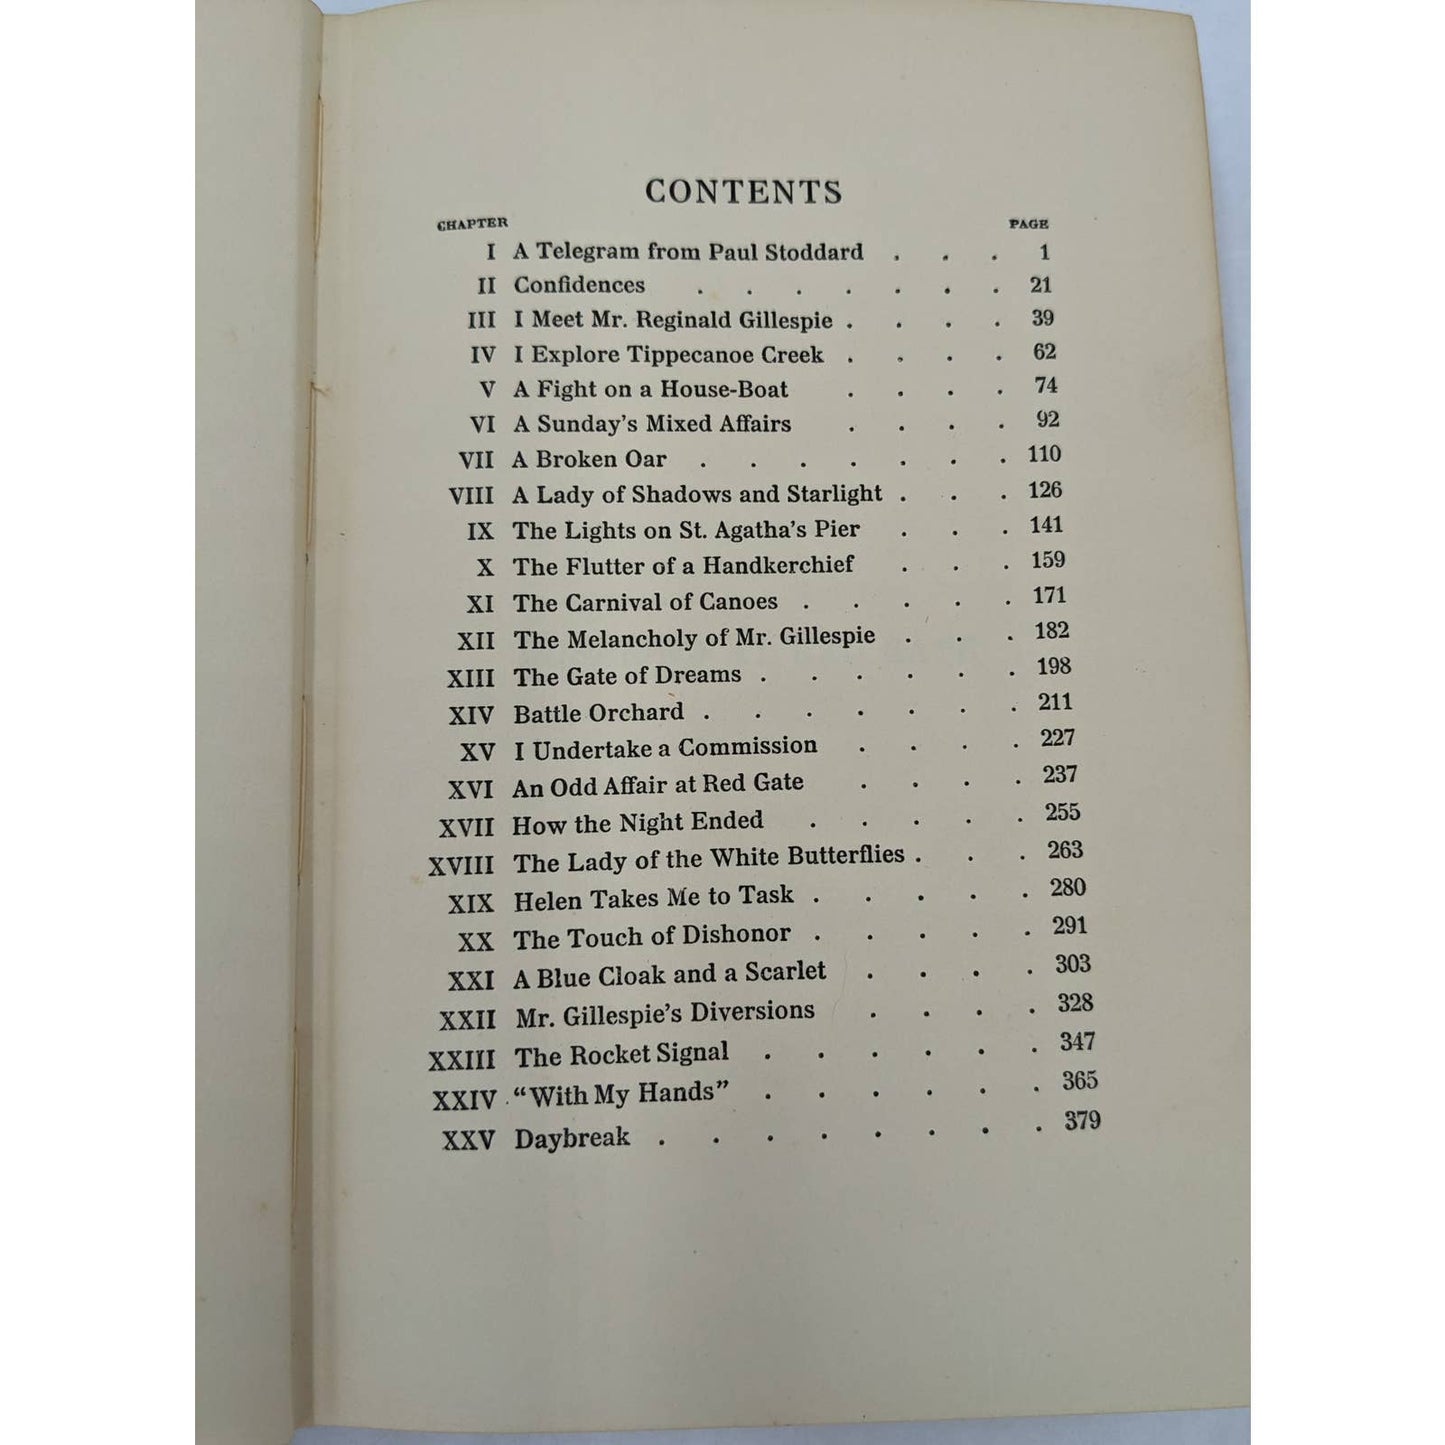 CONTENTS
CHAPTER PAGE
I A Telegram from Paul Stoddard . . . 1
II Confidences . . . . . . . 21
III I Meet Mr. Reginald Gillespie . . . . 39
IV I Explore Tippecanoe Creek . . . . 62
V A Fight on a House-Boat . . . . 74
VI A Sunday's Mixed Affairs . . . . 92
VII A Broken Oar . . . . . . . 110
VIII A Lady of Shadows and Starlight . . . 126
IX The Lights on St. Agatha's Pier . . . 141
X The Flutter of a Handkerchief . . . 159
XI The Carnival of Canoes . . . . . 171
XII The Melancholy of Mr. Gillespie . . . 182
XIII The Gate of Dreams . . . . . . 198
XIV Battle Orchard . . . . . . . 211
XV I Undertake a Commission . . . . 227
XVI An Odd Affair at Red Gate . . . . 237
XVII How the Night Ended . . . . . 255
XVIII The Lady of the White Butterflies . . . 263
XIX Helen Takes Me to Task . . . . . 280
XX The Touch of Dishonor . . . . . 291
XXI A Blue Cloak and a Scarlet . . . . 303
XXII Mr. Gillespie's Diversions . . . . 328
XXIII The Rocket Signal . . . . . . 347
XXIV "With My Hands" . . . . . . 365
XXV Daybreak . . . . . . . . 379